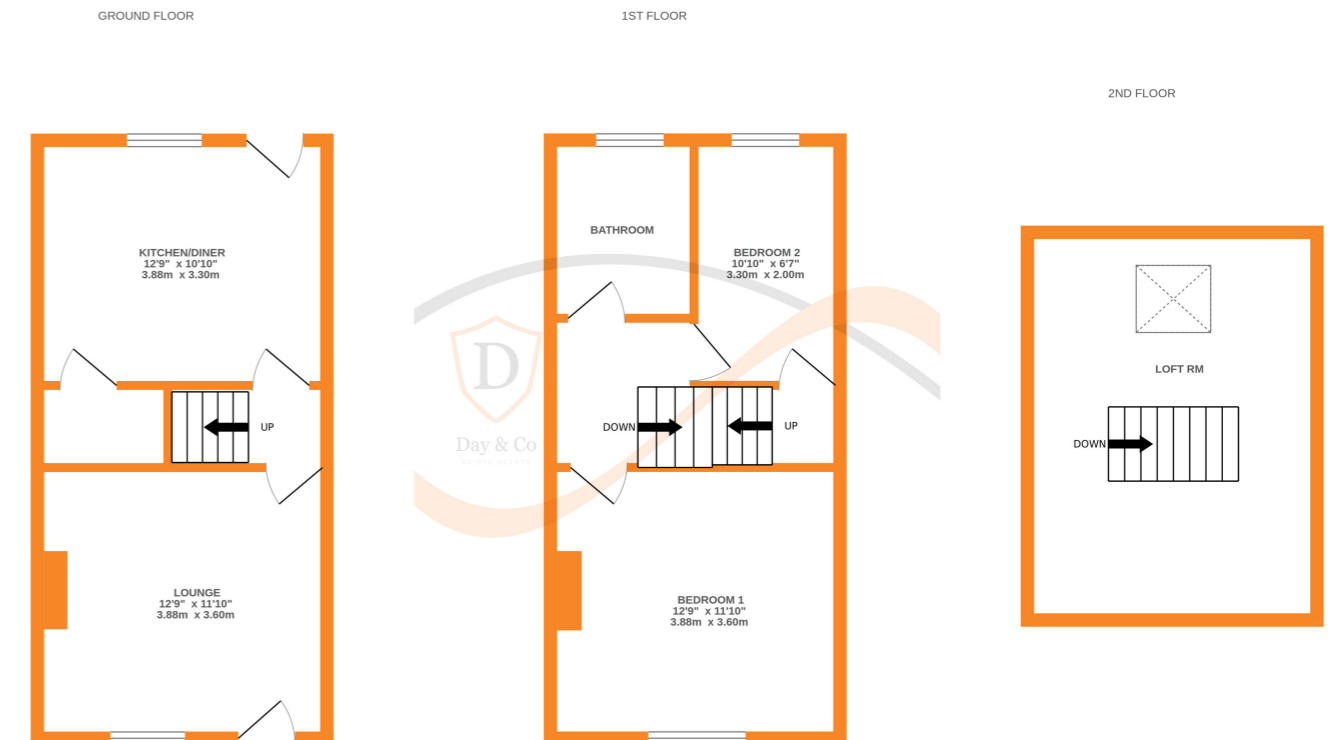 GROUND FLOOR
KITCHEN/DINER
12'9" x 10'10"
3.88m x 3.30m
UP
LOUNGE
12'9" x 11'10"
3.88m x 3.60m
1ST FLOOR
BATHROOM
BEDROOM 2
10'10" x 6'7"
3.30m x 2.00m
D
Day & Co
ESTATE AGENTS
DOWN
UP
BEDROOM 1
12'9" x 11'10"
3.88m x 3.60m
2ND FLOOR
LOFT RM
DOWN